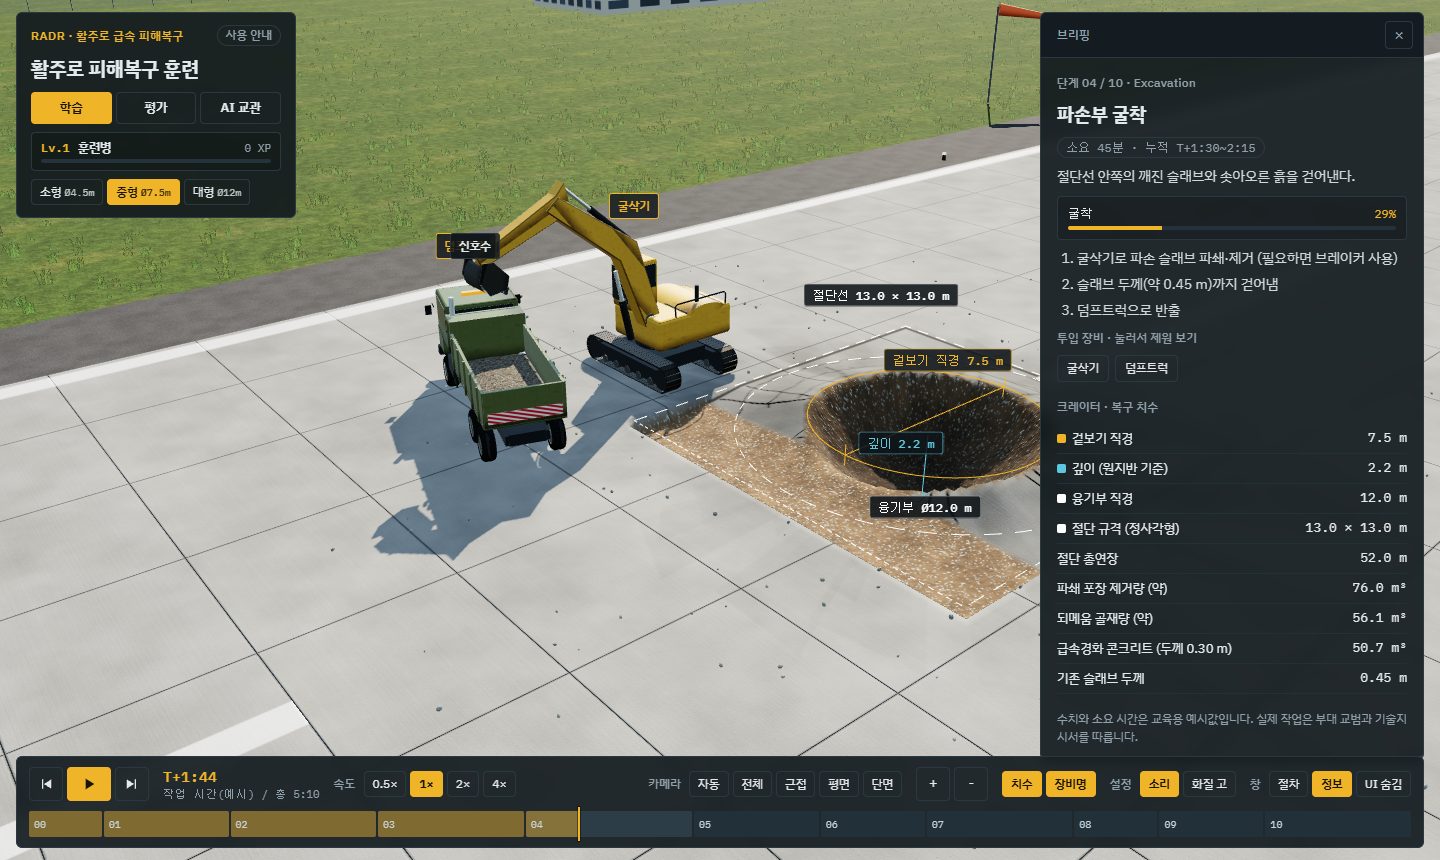 RADR · 활주로 급속 피해복구
사용 안내
활주로 피해복구 훈련
학습
평가
AI 교관
Lv.1 훈련병
0 XP
소형 Ø4.5m
중형 Ø7.5m
대형 Ø12m
굴삭기
신호수
절단선 13.0 × 13.0 m
겉보기 직경 7.5 m
깊이 2.2 m
융기부 Ø12.0 m
브리핑
×
단계 04 / 10 · Excavation
파손부 굴착
소요 45분 · 누적 T+1:30~2:15
절단선 안쪽의 깨진 슬래브와 솟아오른 흙을 걷어낸다.
굴착
29%
1. 굴삭기로 파손 슬래브 파쇄·제거 (필요하면 브레이커 사용)
2. 슬래브 두께(약 0.45 m)까지 걷어냄
3. 덤프트럭으로 반출
투입 장비 · 눌러서 제원 보기
굴삭기
덤프트럭
크레이터 · 복구 치수
겉보기 직경 7.5 m
깊이 (원지반 기준) 2.2 m
융기부 직경 12.0 m
절단 규격 (정사각형) 13.0 × 13.0 m
절단 총연장 52.0 m
파쇄 포장 제거량 (약) 76.0 m³
되메움 골재량 (약) 56.1 m³
급속경화 콘크리트 (두께 0.30 m) 50.7 m³
기존 슬래브 두께 0.45 m
수치와 소요 시간은 교육용 예시값입니다. 실제 작업은 부대 교범과 기술지
시서를 따릅니다.
T+1:44
작업 시간(예시) / 총 5:10
속도
0.5×
1×
2×
4×
카메라
자동
전체
근접
평면
단면
+
-
치수
장비명
설정
소리
화질 고
창
절차
정보
UI 숨김
00
01
02
03
04
05
06
07
08
09
10